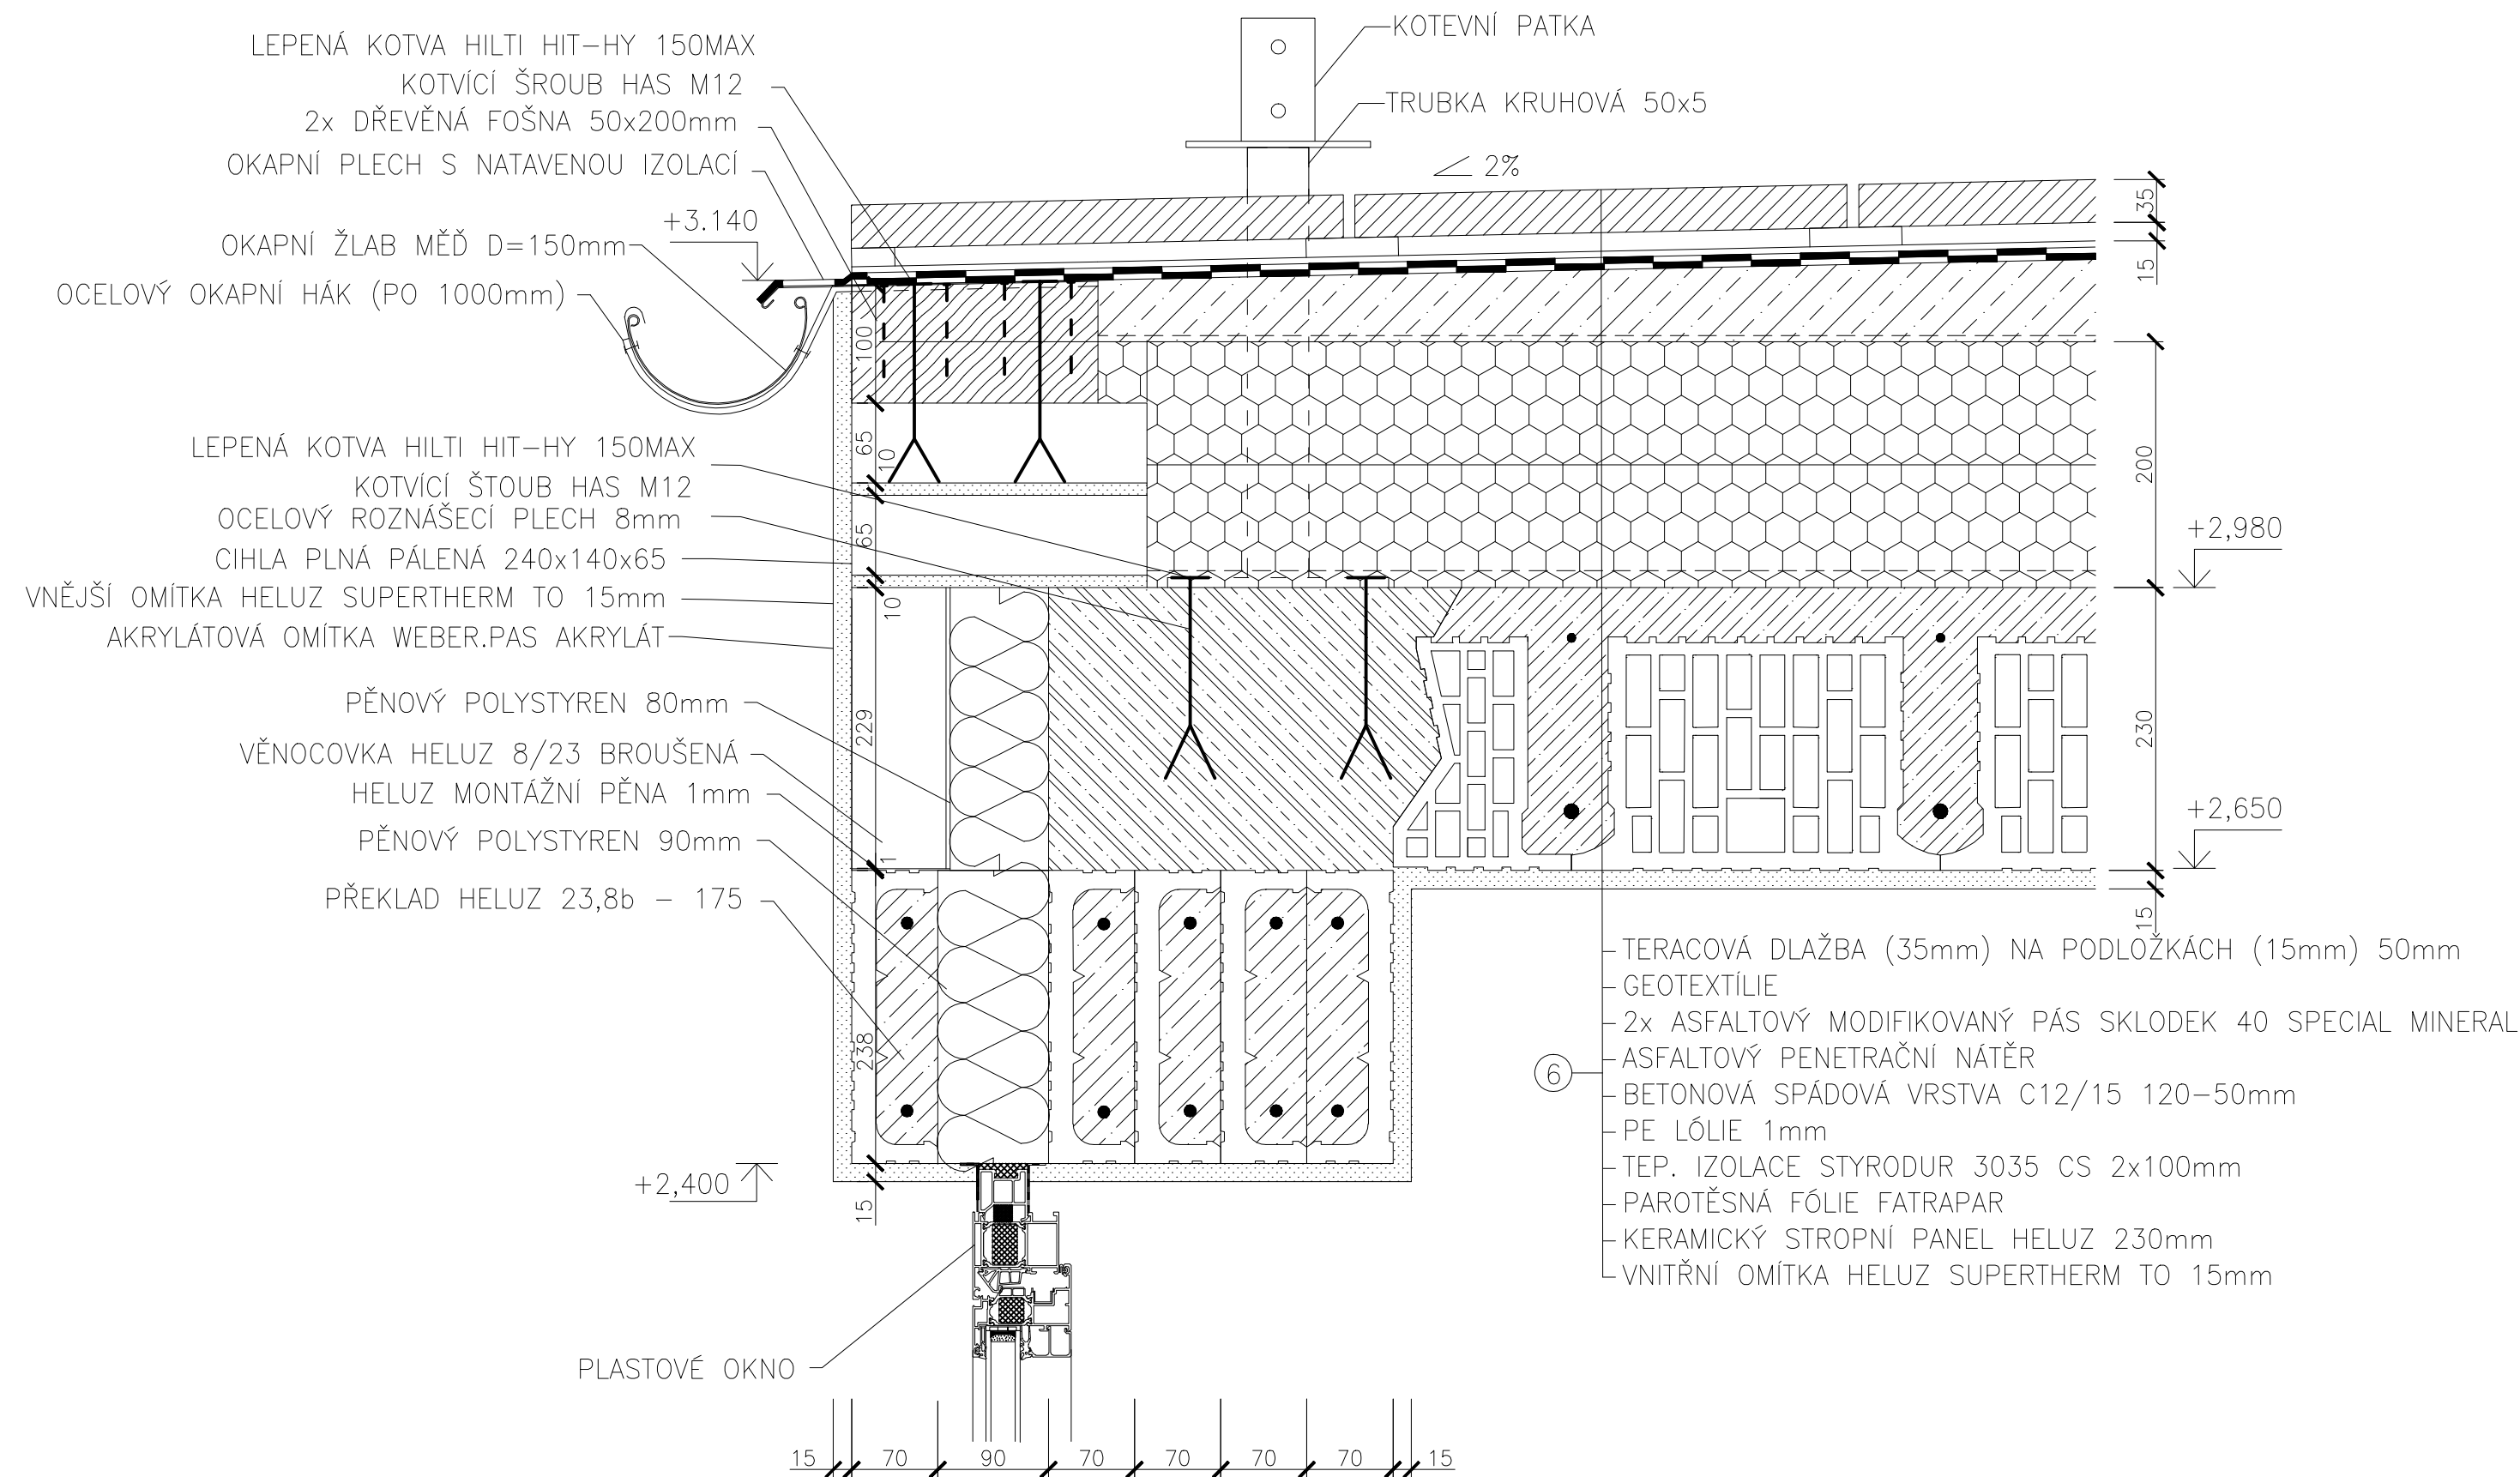 LEPENÁ KOTVA HILTI HIT-HY 150MAX
KOTVÍCÍ ŠROUB HAS M12
2x DŘEVĚNÁ FOŠNA 50x200mm
OKAPNÍ PLECH S NATAVENOU IZOLACÍ
+3.140
OKAPNÍ ŽLAB MĚĎ D=150mm
OCELOVÝ OKAPNÍ HÁK (PO 1000mm)
KOTEVNÍ PATKA
TRUBKA KRUHOVÁ 50x5
2%
35
15
100
65
10
65
10
229
1
238
15
LEPENÁ KOTVA HILTI HIT-HY 150MAX
KOTVÍCÍ ŠTOUB HAS M12
OCELOVÝ ROZNÁŠECÍ PLECH 8mm
CIHLA PLNÁ PÁLENÁ 240x140x65
VNĚJŠÍ OMÍTKA HELUZ SUPERTHERM TO 15mm
AKRYLÁTOVÁ OMÍTKA WEBER.PAS AKRYLÁT
PĚNOVÝ POLYSTYREN 80mm
VĚNOCOVKA HELUZ 8/23 BROUŠENÁ
HELUZ MONTÁŽNÍ PĚNA 1mm
PĚNOVÝ POLYSTYREN 90mm
PŘEKLAD HELUZ 23,8b - 175
+2,400
PLASTOVÉ OKNO
200
+2,980
230
+2,650
15
6
TERACOVÁ DLAŽBA (35mm) NA PODLOŽKÁCH (15mm) 50mm
GEOTEXTÍLIE
2x ASFALTOVÝ MODIFIKOVANÝ PÁS SKLODEK 40 SPECIAL MINERAL
ASFALTOVÝ PENETRAČNÍ NÁTĚR
BETONOVÁ SPÁDOVÁ VRSTVA C12/15 120-50mm
PE LÓLIE 1mm
TEP. IZOLACE STYRODUR 3035 CS 2x100mm
PAROTĚSNÁ FÓLIE FATRAPAR
KERAMICKÝ STROPNÍ PANEL HELUZ 230mm
VNITŘNÍ OMÍTKA HELUZ SUPERTHERM TO 15mm
15 70 90 70 70 70 70 15